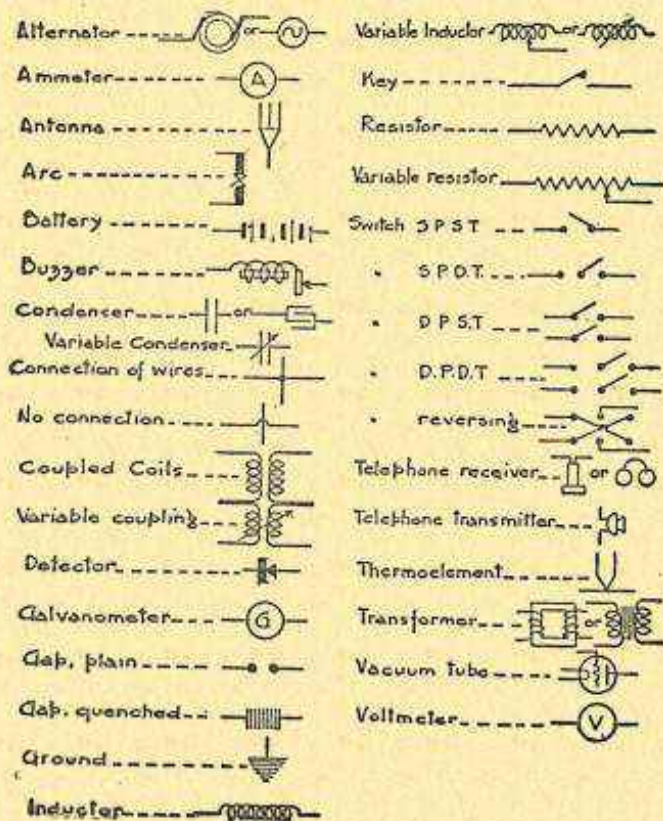 Alternator or
Ammeter A
Antenna
Arc
Battery
Buzzer
Condencer or
Variable Condenser
Connection of wires
No connection
Coupled Coils
Variable coupling
Detector
Galvanometer G
Gap, plain
Gap, quenched
Ground
Inductor
Variable Inductor or
Key
Resistor
Variable resistor
Switch S P S T
" S.P.D.T.
" D P S T
" D.P.D.T
" reversing
Telephone receiver or
Telephone transmitter
Thermoelement
Transformer or
Vacuum tube
Voltmeter V